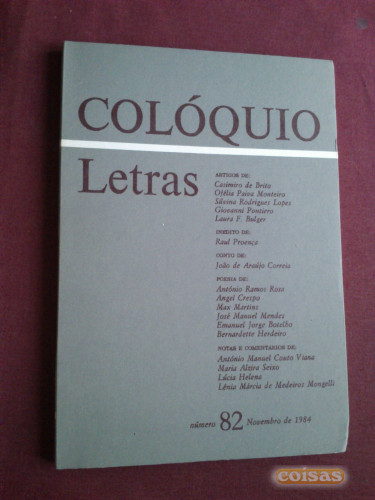 COLÓQUIO
Letras
ARTIGOS DE:
Casimiro de Brito
Ofélia Paiva Monteiro
Silvina Rodrigues Lopes
Giovanni Pontiero
Laura F. Bulger
INÉDITO DE:
Raul Proença
CONTO DE:
João de Araújo Correia
POESIA DE:
António Ramos Rosa
Angel Crespo
Max Martins
José Manuel Mendes
Emanuel Jorge Botelho
Bernardette Herdeiro
NOTAS E COMENTÁRIOS DE:
António Manuel Couto Viana
Maria Alzira Seixo
Lúcia Helena
Lênia Márcia de Medeiros Mongelli
número 82 Novembro de 1984
coisas